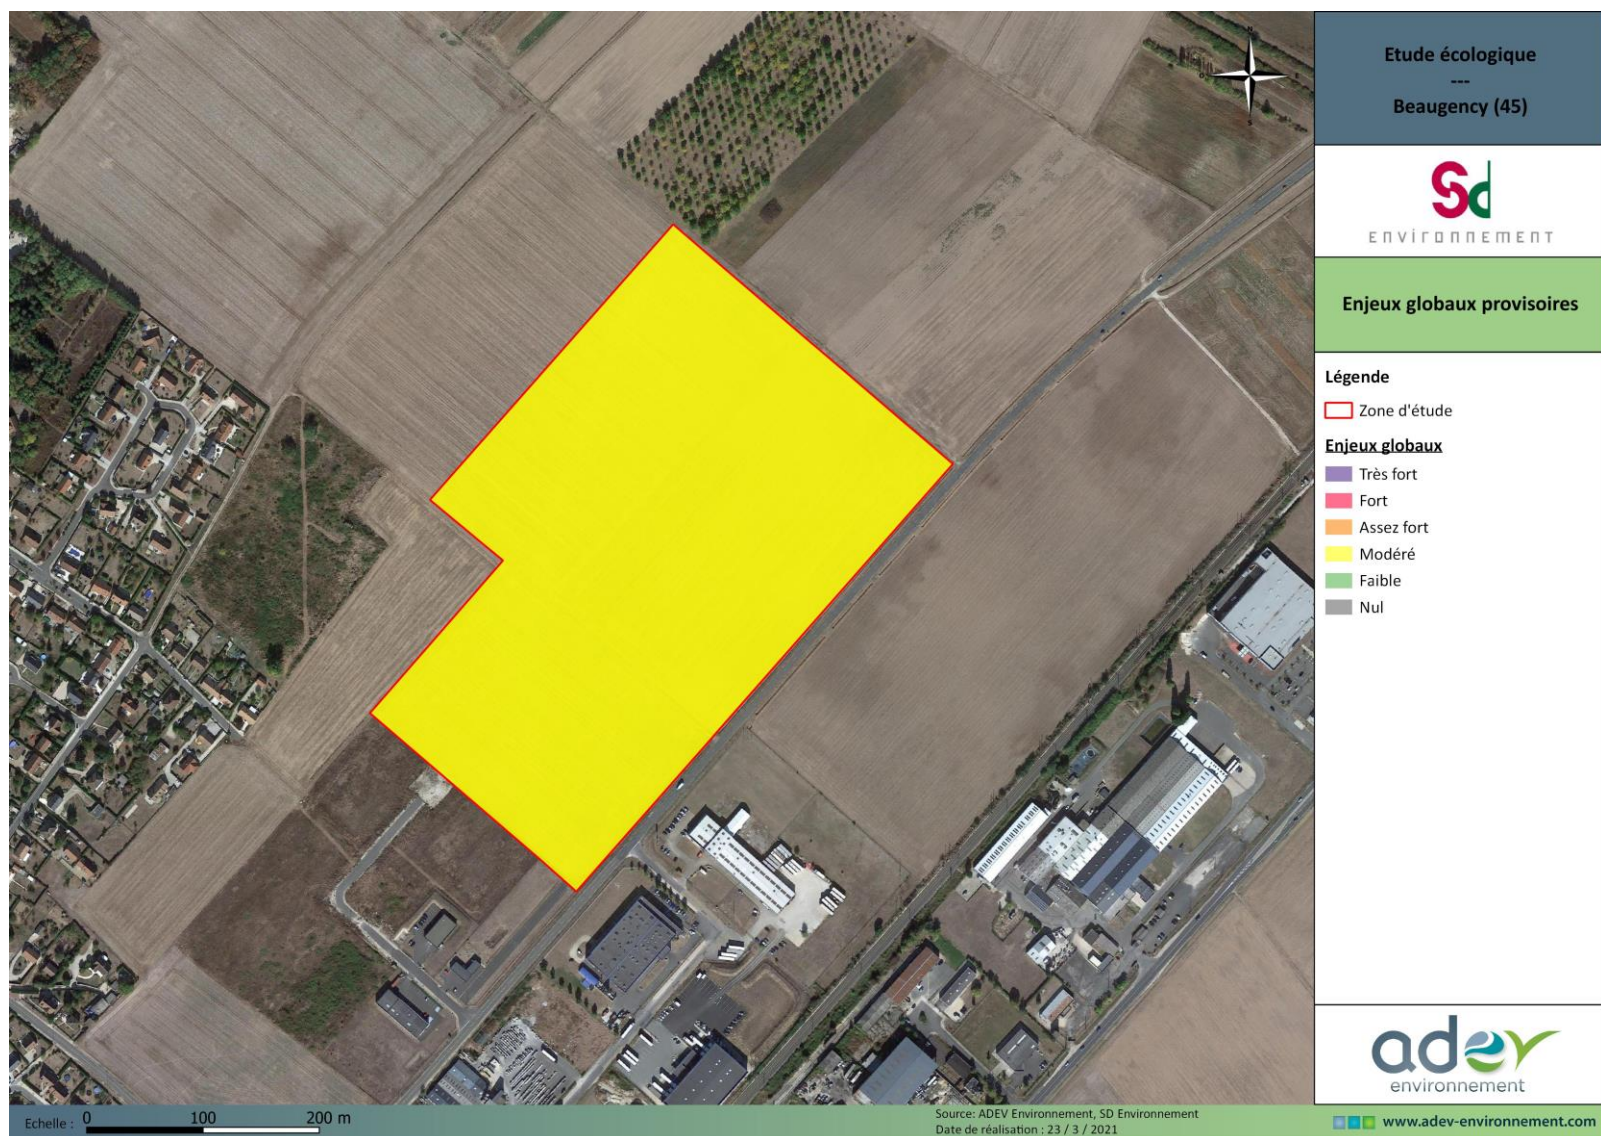 Etude écologique
---
Beaugency (45)
Sd
environnement
Enjeux globaux provisoires
Légende
Zone d'étude
Enjeux globaux
Très fort
Fort
Assez fort
Modéré
Faible
Nul
adev
environnement
Echelle : 0 100 200 m
Source: ADEV Environnement, SD Environnement
Date de réalisation : 23 / 3 / 2021
www.adev-environnement.com